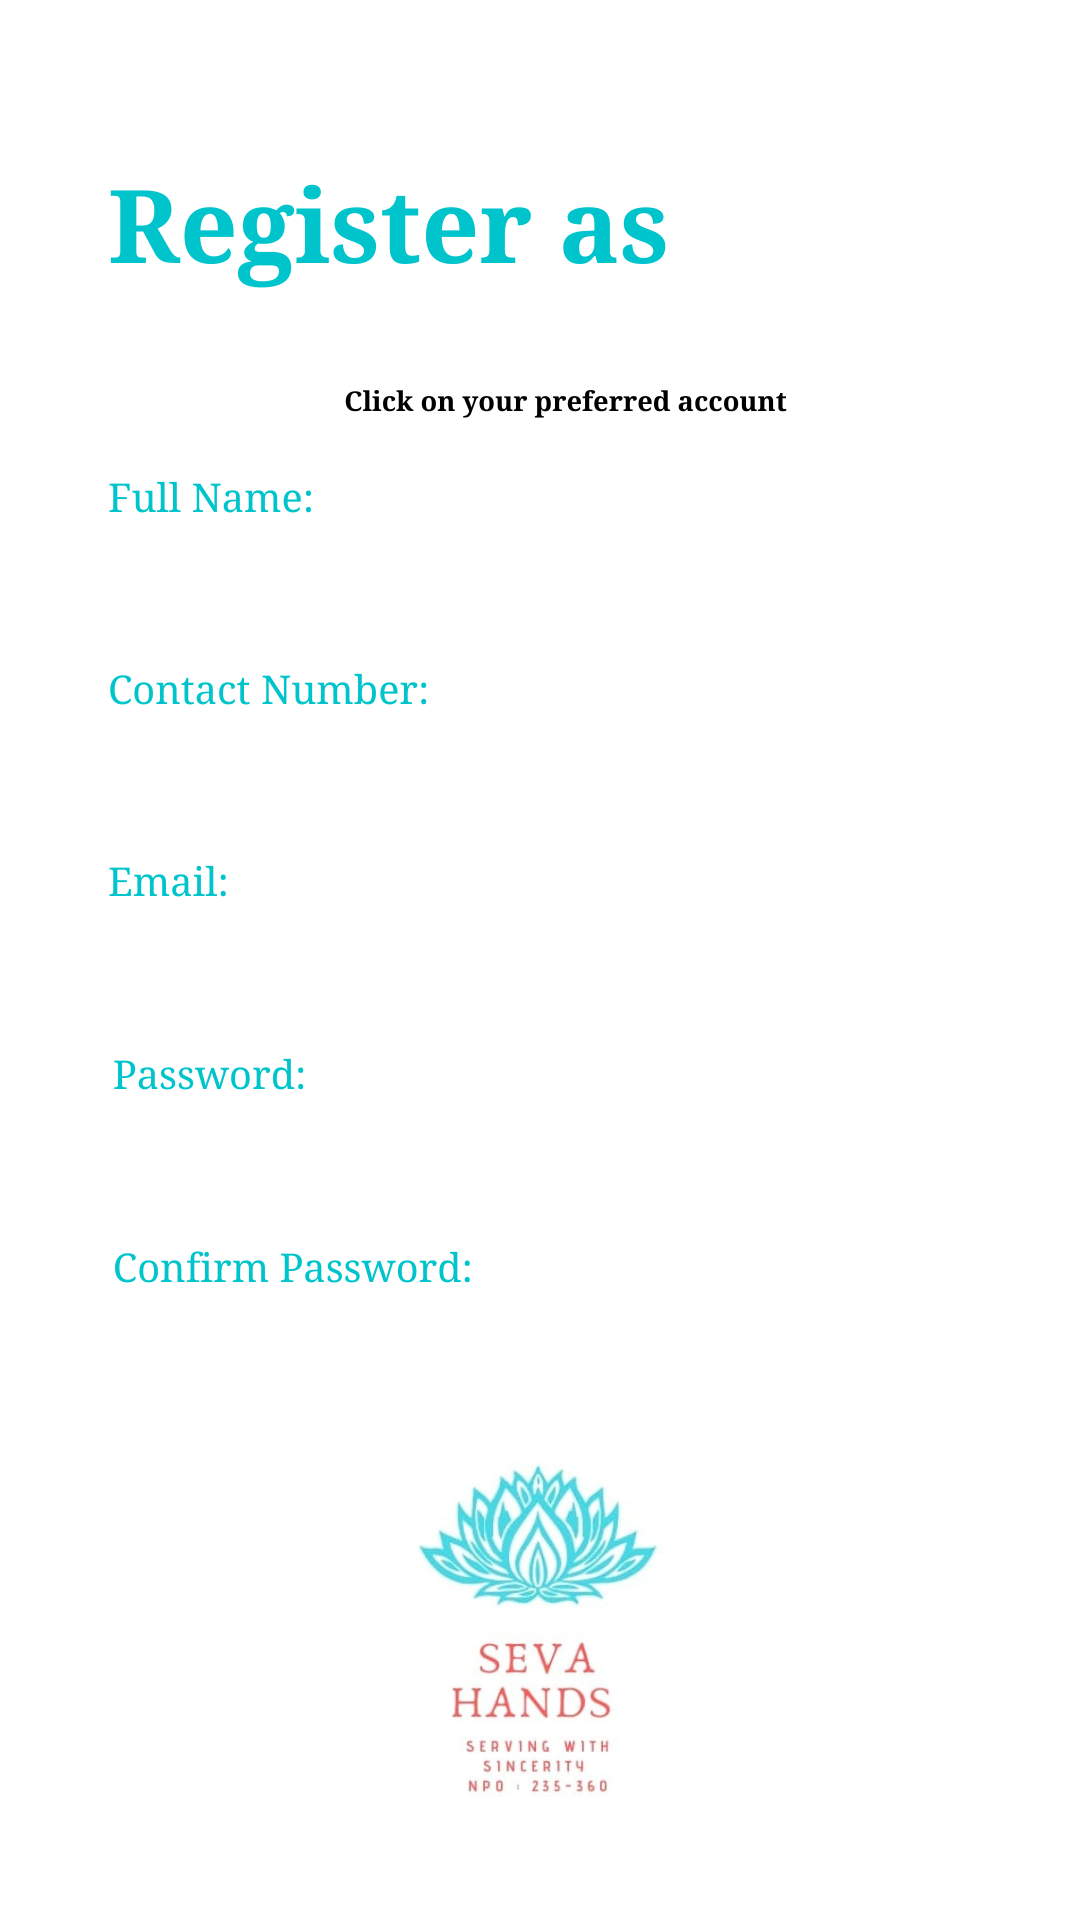 Register as
Click on your preferred account
Full Name:
Contact Number:
Email:
Password:
Confirm Password:
SEVA
HANDS
SERVING WITH
SINCERITY
NPO : 235-360